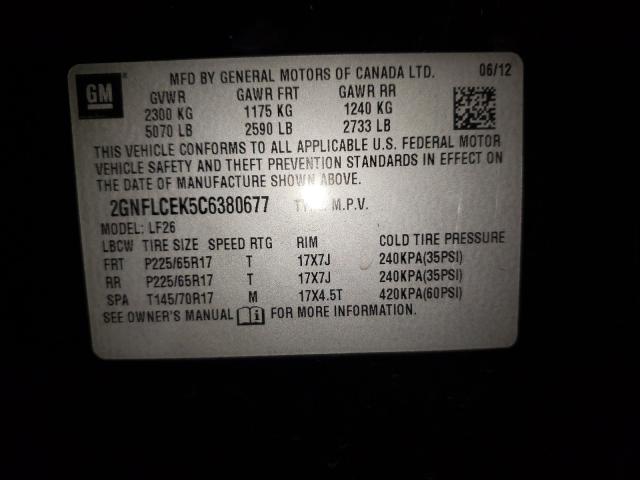 GM
MFD BY GENERAL MOTORS OF CANADA LTD. 06/12
GVWR GAWR FRT GAWR RR
2300 KG 1175 KG 1240 KG
5070 LB 2590 LB 2733 LB
THIS VEHICLE CONFORMS TO ALL APPLICABLE U.S. FEDERAL MOTOR
VEHICLE SAFETY AND THEFT PREVENTION STANDARDS IN EFFECT ON
THE DATE OF MANUFACTURE SHOWN ABOVE.
2GNFLCEK5C6380677 TYPE: M.P.V.
MODEL: LF26
LBCW TIRE SIZE SPEED RTG RIM COLD TIRE PRESSURE
FRT P225/65R17 T 17X7J 240KPA(35PSI)
RR P225/65R17 T 17X7J 240KPA(35PSI)
SPA T145/70R17 M 17X4.5T 420KPA(60PSI)
SEE OWNER'S MANUAL FOR MORE INFORMATION.